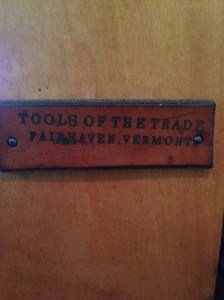 TOOLS OF THE TRADE
FAIRHAVEN, VERMONT